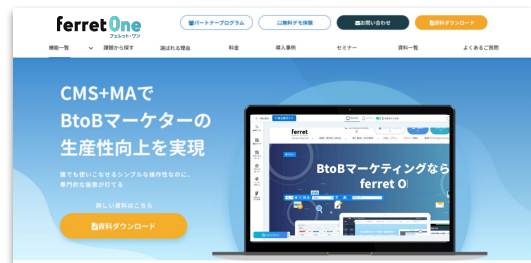 ferret One
フェレット・ワン
パートナープログラム
無料デモ体験
お問い合わせ
資料ダウンロード
機能一覧
課題から探す
選ばれる理由
料金
導入事例
セミナー
資料一覧
よくあるご質問
CMS+MAで
BtoBマーケターの
生産性向上を実現
誰でも使いこなせるシンプルな操作性なのに、
専門的な施策が打てる
詳しい資料はこちら
資料ダウンロード
ferret
BtoBマーケティングなら
ferret O